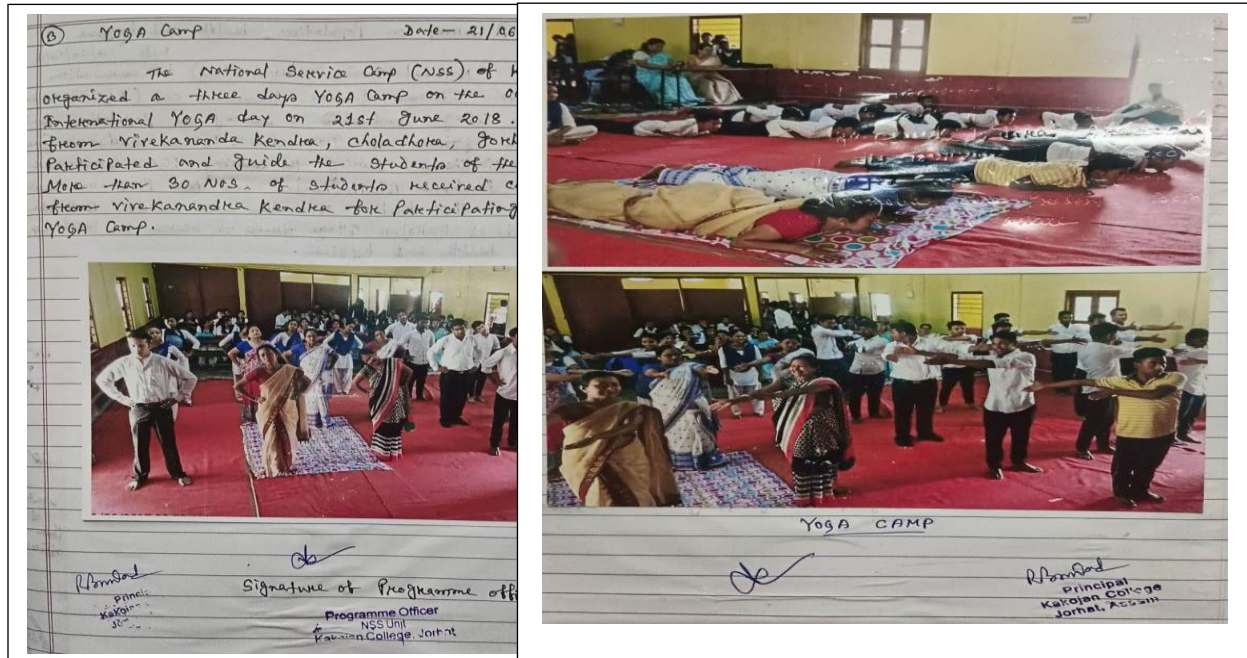 (B) YOGA Camp Date- 21/06
The National Service Camp (NSS) of
organized a three days YOGA Camp on the
International YOGA day on 21st June 2018.
from Vivekananda Kendra, choladhora,
Participated and guide the students of the
More than 30 Nos. of students received
from vivekanandra Kendra for Participating
YOGA Camp.
Signature of Programme
Programme Officer
NSS Unit
Kakojan College, Jorhat
YOGA CAMP
Principal
Kakojan College
Jorhat, Assam